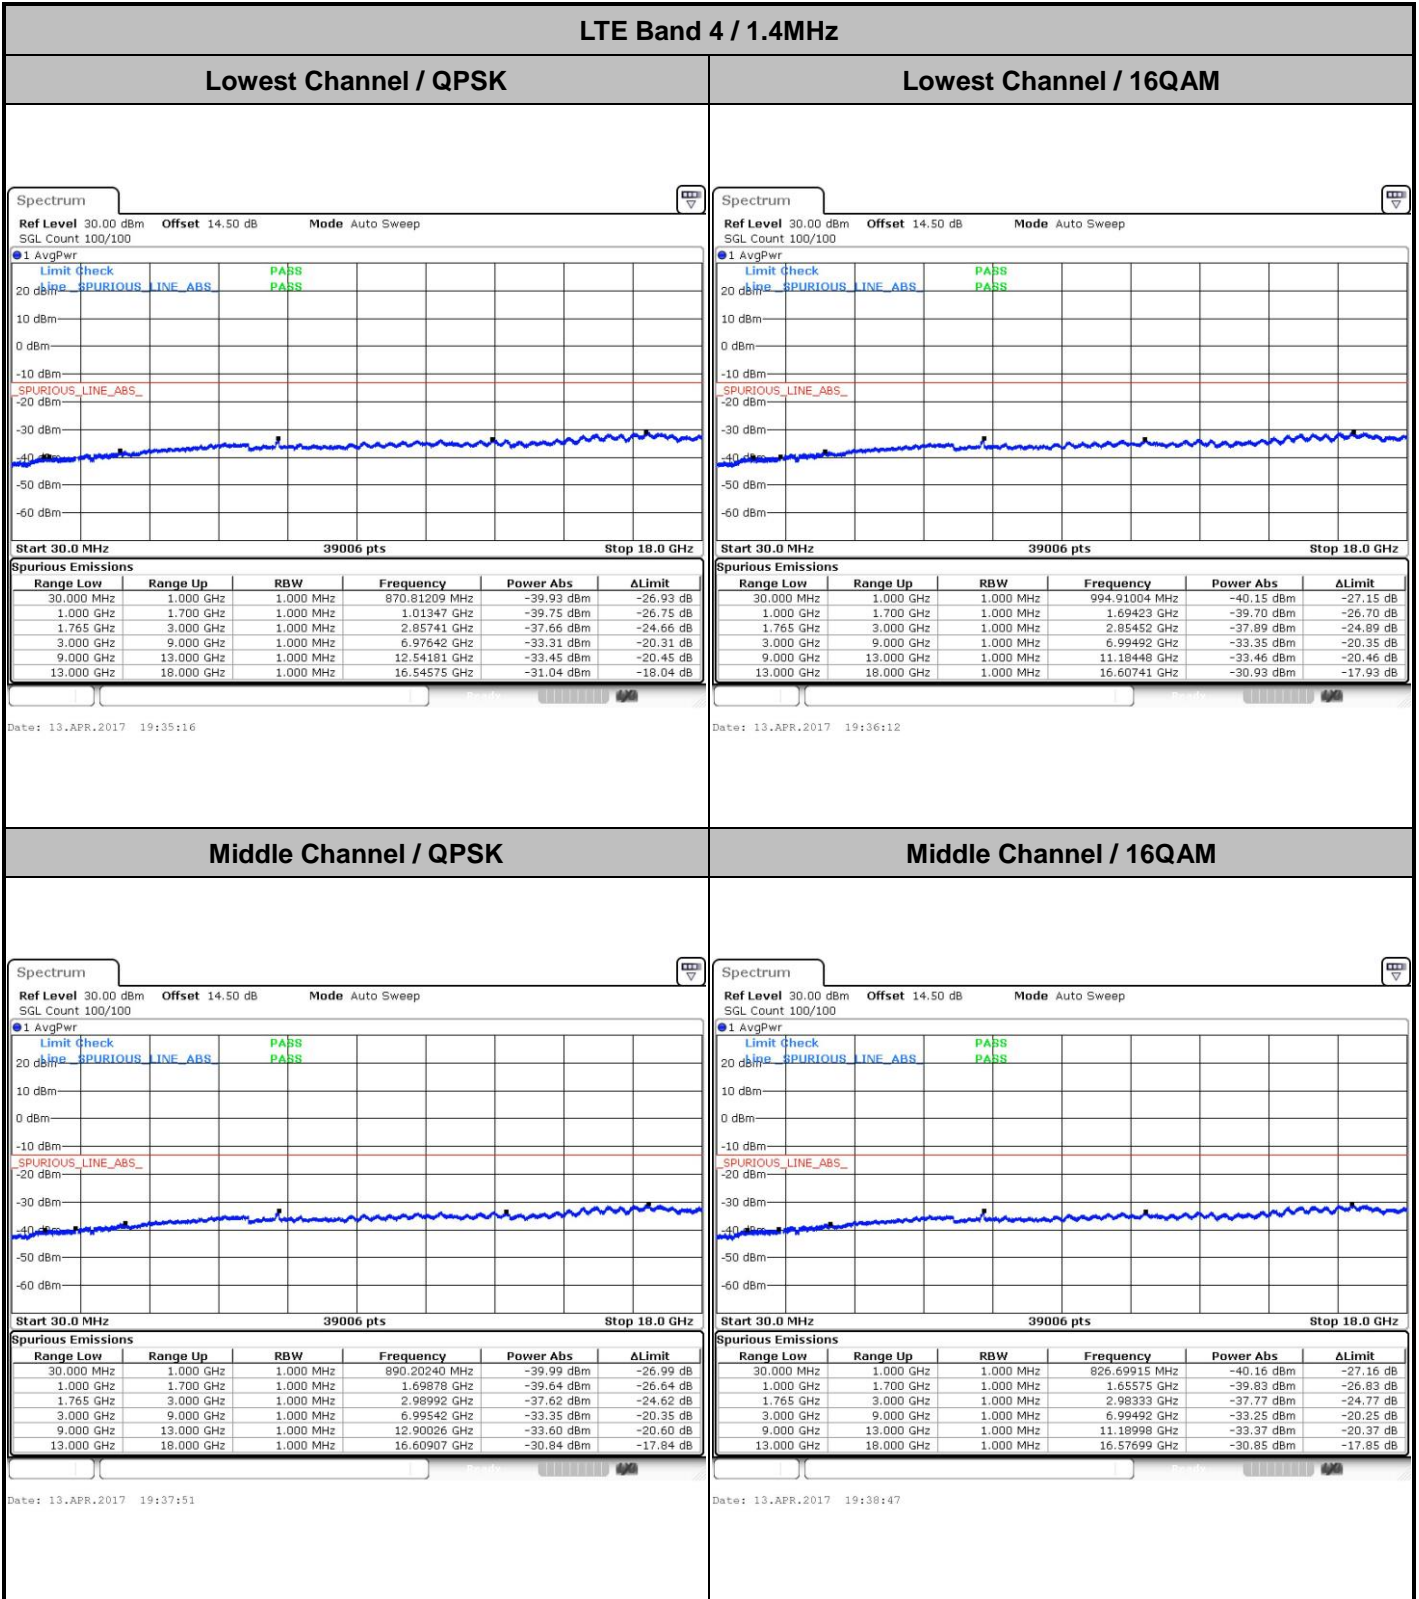 LTE Band 4 / 1.4MHz
Lowest Channel / QPSK
Lowest Channel / 16QAM
Spectrum
Ref Level 30.00 dBm Offset 14.50 dB Mode Auto Sweep
SGL Count 100/100
1 AvgPwr
Limit Check PASS
Line _SPURIOUS_LINE_ABS_ PASS
20 dBm
10 dBm
0 dBm
-10 dBm
_SPURIOUS_LINE_ABS_
-20 dBm
-30 dBm
-40 dBm
-50 dBm
-60 dBm
Start 30.0 MHz 39006 pts Stop 18.0 GHz
Spurious Emissions
Range Low Range Up RBW Frequency Power Abs ΔLimit
30.000 MHz 1.000 GHz 1.000 MHz 870.81209 MHz -39.93 dBm -26.93 dB
1.000 GHz 1.700 GHz 1.000 MHz 1.01347 GHz -39.75 dBm -26.75 dB
1.765 GHz 3.000 GHz 1.000 MHz 2.85741 GHz -37.66 dBm -24.66 dB
3.000 GHz 9.000 GHz 1.000 MHz 6.97642 GHz -33.31 dBm -20.31 dB
9.000 GHz 13.000 GHz 1.000 MHz 12.54181 GHz -33.45 dBm -20.45 dB
13.000 GHz 18.000 GHz 1.000 MHz 16.54575 GHz -31.04 dBm -18.04 dB
Ready
Date: 13.APR.2017 19:35:16
Spectrum
Ref Level 30.00 dBm Offset 14.50 dB Mode Auto Sweep
SGL Count 100/100
1 AvgPwr
Limit Check PASS
Line _SPURIOUS_LINE_ABS_ PASS
20 dBm
10 dBm
0 dBm
-10 dBm
_SPURIOUS_LINE_ABS_
-20 dBm
-30 dBm
-40 dBm
-50 dBm
-60 dBm
Start 30.0 MHz 39006 pts Stop 18.0 GHz
Spurious Emissions
Range Low Range Up RBW Frequency Power Abs ΔLimit
30.000 MHz 1.000 GHz 1.000 MHz 994.91004 MHz -40.15 dBm -27.15 dB
1.000 GHz 1.700 GHz 1.000 MHz 1.69423 GHz -39.70 dBm -26.70 dB
1.765 GHz 3.000 GHz 1.000 MHz 2.85452 GHz -37.89 dBm -24.89 dB
3.000 GHz 9.000 GHz 1.000 MHz 6.99492 GHz -33.35 dBm -20.35 dB
9.000 GHz 13.000 GHz 1.000 MHz 11.18448 GHz -33.46 dBm -20.46 dB
13.000 GHz 18.000 GHz 1.000 MHz 16.60741 GHz -30.93 dBm -17.93 dB
Ready
Date: 13.APR.2017 19:36:12
Middle Channel / QPSK
Middle Channel / 16QAM
Spectrum
Ref Level 30.00 dBm Offset 14.50 dB Mode Auto Sweep
SGL Count 100/100
1 AvgPwr
Limit Check PASS
Line _SPURIOUS_LINE_ABS_ PASS
20 dBm
10 dBm
0 dBm
-10 dBm
_SPURIOUS_LINE_ABS_
-20 dBm
-30 dBm
-40 dBm
-50 dBm
-60 dBm
Start 30.0 MHz 39006 pts Stop 18.0 GHz
Spurious Emissions
Range Low Range Up RBW Frequency Power Abs ΔLimit
30.000 MHz 1.000 GHz 1.000 MHz 890.20240 MHz -39.99 dBm -26.99 dB
1.000 GHz 1.700 GHz 1.000 MHz 1.69878 GHz -39.64 dBm -26.64 dB
1.765 GHz 3.000 GHz 1.000 MHz 2.98992 GHz -37.62 dBm -24.62 dB
3.000 GHz 9.000 GHz 1.000 MHz 6.99542 GHz -33.35 dBm -20.35 dB
9.000 GHz 13.000 GHz 1.000 MHz 12.90026 GHz -33.60 dBm -20.60 dB
13.000 GHz 18.000 GHz 1.000 MHz 16.60907 GHz -30.84 dBm -17.84 dB
Ready
Date: 13.APR.2017 19:37:51
Spectrum
Ref Level 30.00 dBm Offset 14.50 dB Mode Auto Sweep
SGL Count 100/100
1 AvgPwr
Limit Check PASS
Line _SPURIOUS_LINE_ABS_ PASS
20 dBm
10 dBm
0 dBm
-10 dBm
_SPURIOUS_LINE_ABS_
-20 dBm
-30 dBm
-40 dBm
-50 dBm
-60 dBm
Start 30.0 MHz 39006 pts Stop 18.0 GHz
Spurious Emissions
Range Low Range Up RBW Frequency Power Abs ΔLimit
30.000 MHz 1.000 GHz 1.000 MHz 826.69915 MHz -40.16 dBm -27.16 dB
1.000 GHz 1.700 GHz 1.000 MHz 1.65575 GHz -39.83 dBm -26.83 dB
1.765 GHz 3.000 GHz 1.000 MHz 2.98333 GHz -37.77 dBm -24.77 dB
3.000 GHz 9.000 GHz 1.000 MHz 6.99492 GHz -33.25 dBm -20.25 dB
9.000 GHz 13.000 GHz 1.000 MHz 11.18998 GHz -33.37 dBm -20.37 dB
13.000 GHz 18.000 GHz 1.000 MHz 16.57699 GHz -30.85 dBm -17.85 dB
Ready
Date: 13.APR.2017 19:38:47